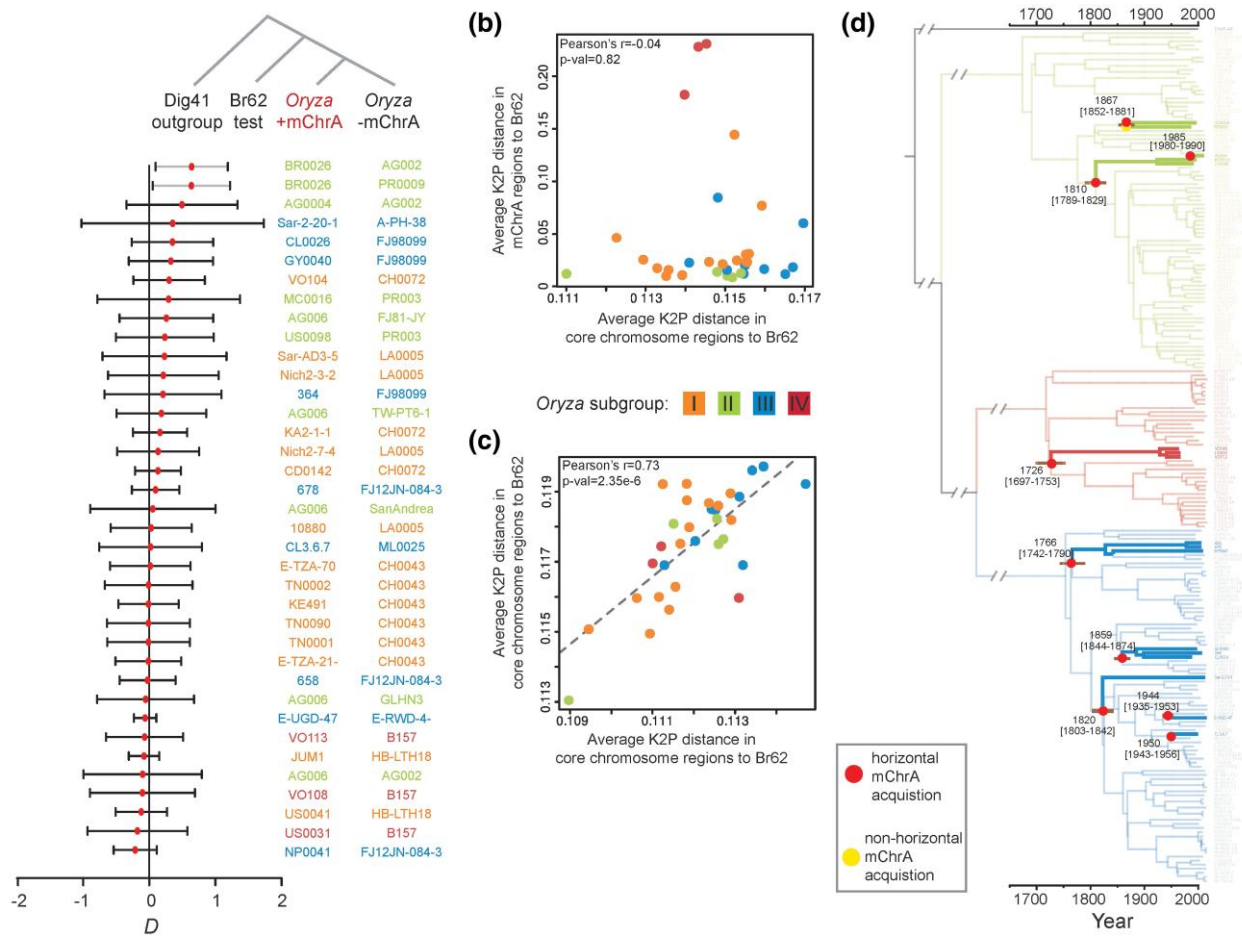 Dig41
outgroup
Br62
test
Oryza
+mChrA
Oryza
-mChrA
BR0026 AG002
BR0026 PR0009
AG0004 AG002
Sar-2-20-1 A-PH-38
CL0026 FJ98099
GY0040 FJ98099
VO104 CH0072
MC0016 PR003
AG006 FJ81-JY
US0098 PR003
Sar-AD3-5 LA0005
Nich2-3-2 LA0005
364 FJ98099
AG006 TW-PT6-1
KA2-1-1 CH0072
Nich2-7-4 LA0005
CD0142 CH0072
678 FJ12JN-084-3
AG006 SanAndrea
10880 LA0005
CL3.6.7 ML0025
E-TZA-70 CH0043
TN0002 CH0043
KE491 CH0043
TN0090 CH0043
TN0001 CH0043
E-TZA-21- CH0043
658 FJ12JN-084-3
AG006 GLHN3
E-UGD-47 E-RWD-4-
VO113 B157
JUM1 HB-LTH18
AG006 AG002
VO108 B157
US0041 HB-LTH18
US0031 B157
NP0041 FJ12JN-084-3
-2 -1 0 1 2
D
(b)
Pearson's r=-0.04
p-val=0.82
Average K2P distance in
mChrA regions to Br62
0.20
0.15
0.10
0.05
0
0.111 0.113 0.115 0.117
Average K2P distance in
core chromosome regions to Br62
Oryza subgroup: I II III IV
(c)
Pearson's r=0.73
p-val=2.35e-6
Average K2P distance in
core chromosome regions to Br62
0.119
0.117
0.115
0.113
0.109 0.111 0.113
Average K2P distance in
core chromosome regions to Br62
(d)
1700 1800 1900 2000
1867
[1852-1881]
1985
[1980-1990]
1810
[1789-1829]
1726
[1697-1753]
1766
[1742-1790]
1859
[1844-1874]
1944
[1935-1953]
1820
[1803-1842]
1950
[1943-1956]
1700 1800 1900 2000
Year
horizontal
mChrA
acquistion
non-horizontal
mChrA
acquistion